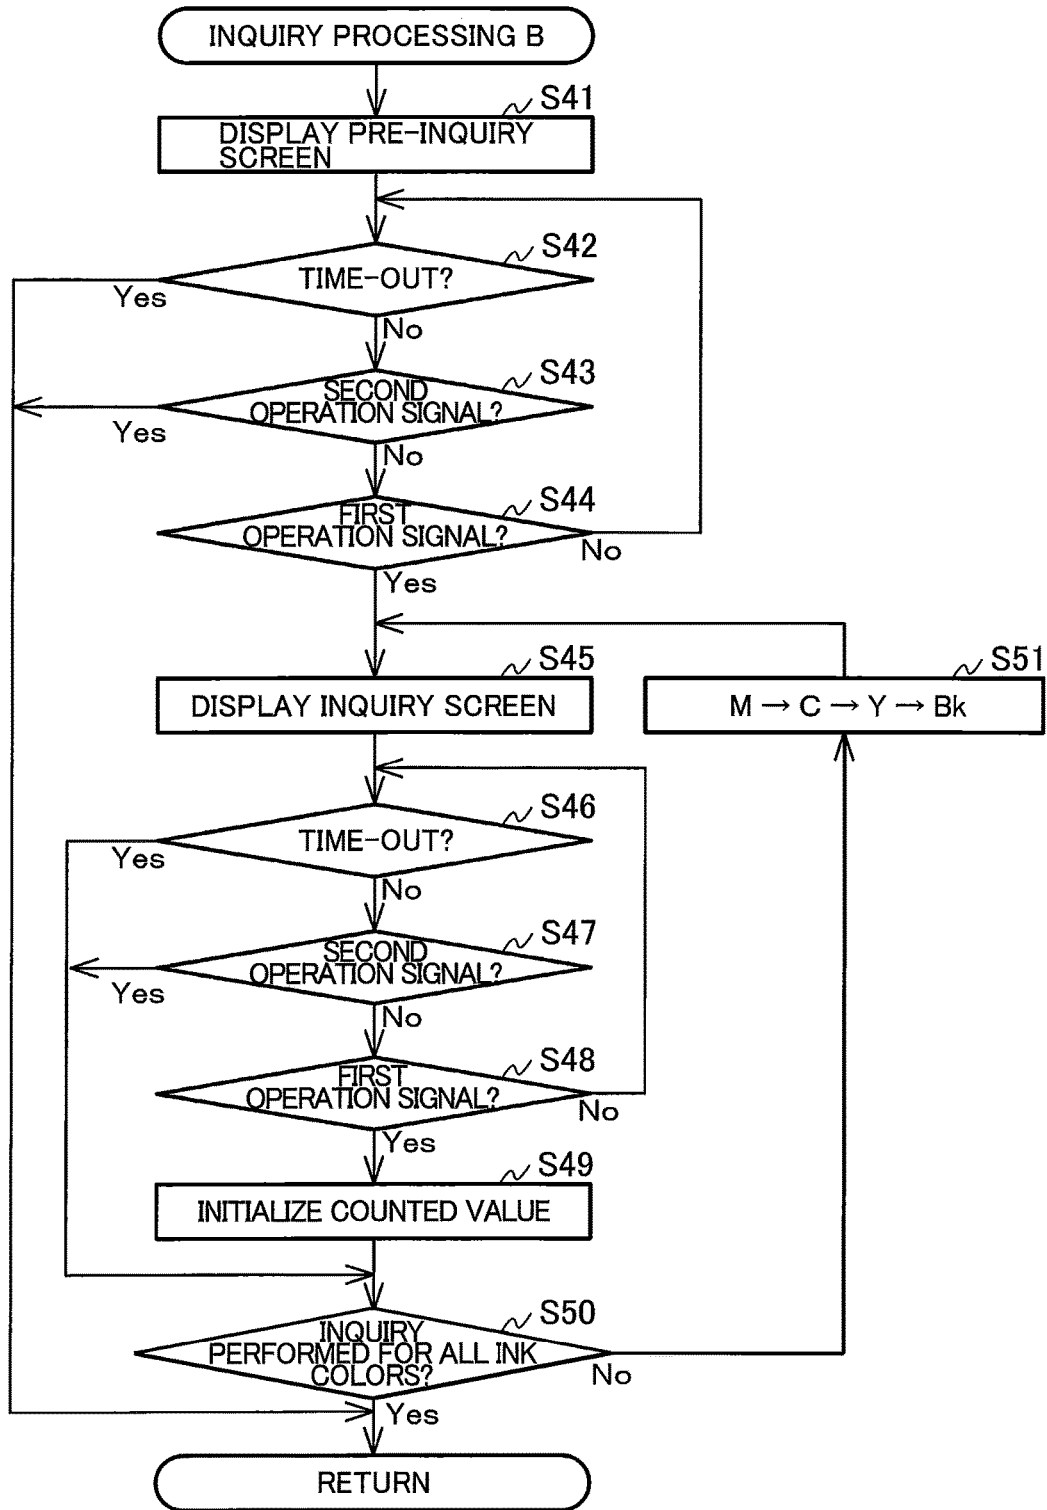 INQUIRY PROCESSING B
S41
DISPLAY PRE-INQUIRY
SCREEN
S42
TIME-OUT?
Yes
No
S43
SECOND
OPERATION SIGNAL?
Yes
No
S44
FIRST
OPERATION SIGNAL?
No
Yes
S45
DISPLAY INQUIRY SCREEN
S51
M → C → Y → Bk
S46
TIME-OUT?
Yes
No
S47
SECOND
OPERATION SIGNAL?
Yes
No
S48
FIRST
OPERATION SIGNAL?
No
Yes
S49
INITIALIZE COUNTED VALUE
S50
INQUIRY
PERFORMED FOR ALL INK
COLORS?
No
Yes
RETURN